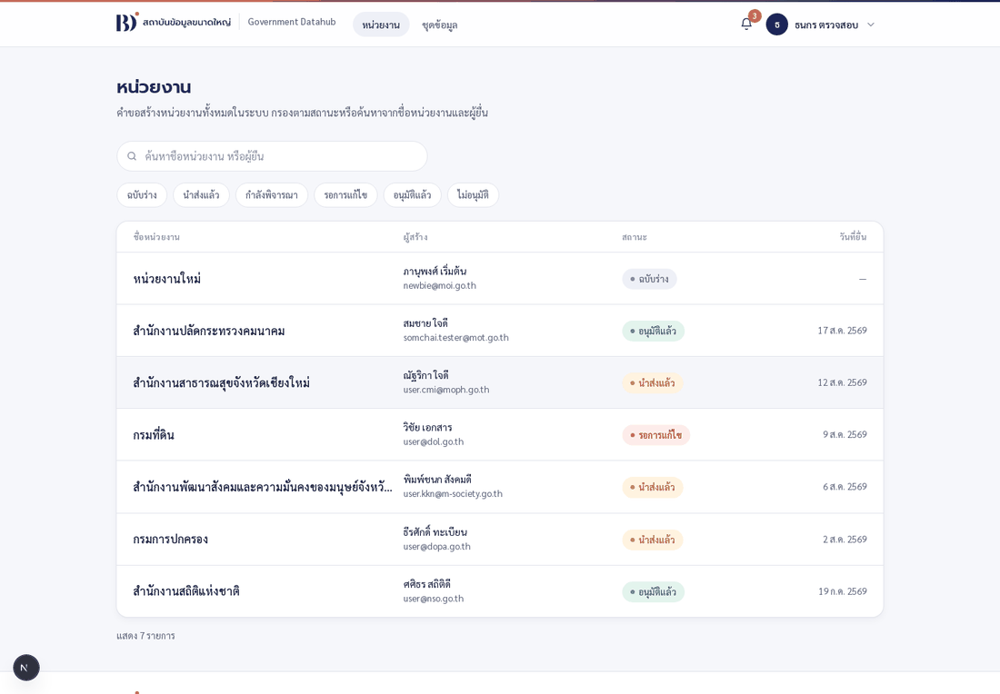 สถาบันข้อมูลขนาดใหญ่ Government Datahub หน่วยงาน ชุดข้อมูล 3 ธ ธนกร ตรวจสอบ
หน่วยงาน
คำขอสร้างหน่วยงานทั้งหมดในระบบ กรองตามสถานะหรือค้นหาจากชื่อหน่วยงานและผู้ยื่น
ค้นหาชื่อหน่วยงาน หรือผู้ยื่น
ฉบับร่าง นำส่งแล้ว กำลังพิจารณา รอการแก้ไข อนุมัติแล้ว ไม่อนุมัติ
ชื่อหน่วยงาน ผู้สร้าง สถานะ วันที่ยื่น
หน่วยงานใหม่ ภานุพงศ์ เริ่มต้น ฉบับร่าง —
newbie@moi.go.th
สำนักงานปลัดกระทรวงคมนาคม สมชาย ใจดี อนุมัติแล้ว 17 ส.ค. 2569
somchai.tester@mot.go.th
สำนักงานสาธารณสุขจังหวัดเชียงใหม่ ณัฐริกา ใจดี นำส่งแล้ว 12 ส.ค. 2569
user.cmi@moph.go.th
กรมที่ดิน วิชัย เอกสาร รอการแก้ไข 9 ส.ค. 2569
user@dol.go.th
สำนักงานพัฒนาสังคมและความมั่นคงของมนุษย์จังหวั... พิมพ์ชนก สังคมดี นำส่งแล้ว 6 ส.ค. 2569
user.kkn@m-society.go.th
กรมการปกครอง ธีรศักดิ์ ทะเบียน นำส่งแล้ว 2 ส.ค. 2569
user@dopa.go.th
สำนักงานสถิติแห่งชาติ ศศิธร สถิติดี อนุมัติแล้ว 19 ก.ค. 2569
user@nso.go.th
แสดง 7 รายการ
N